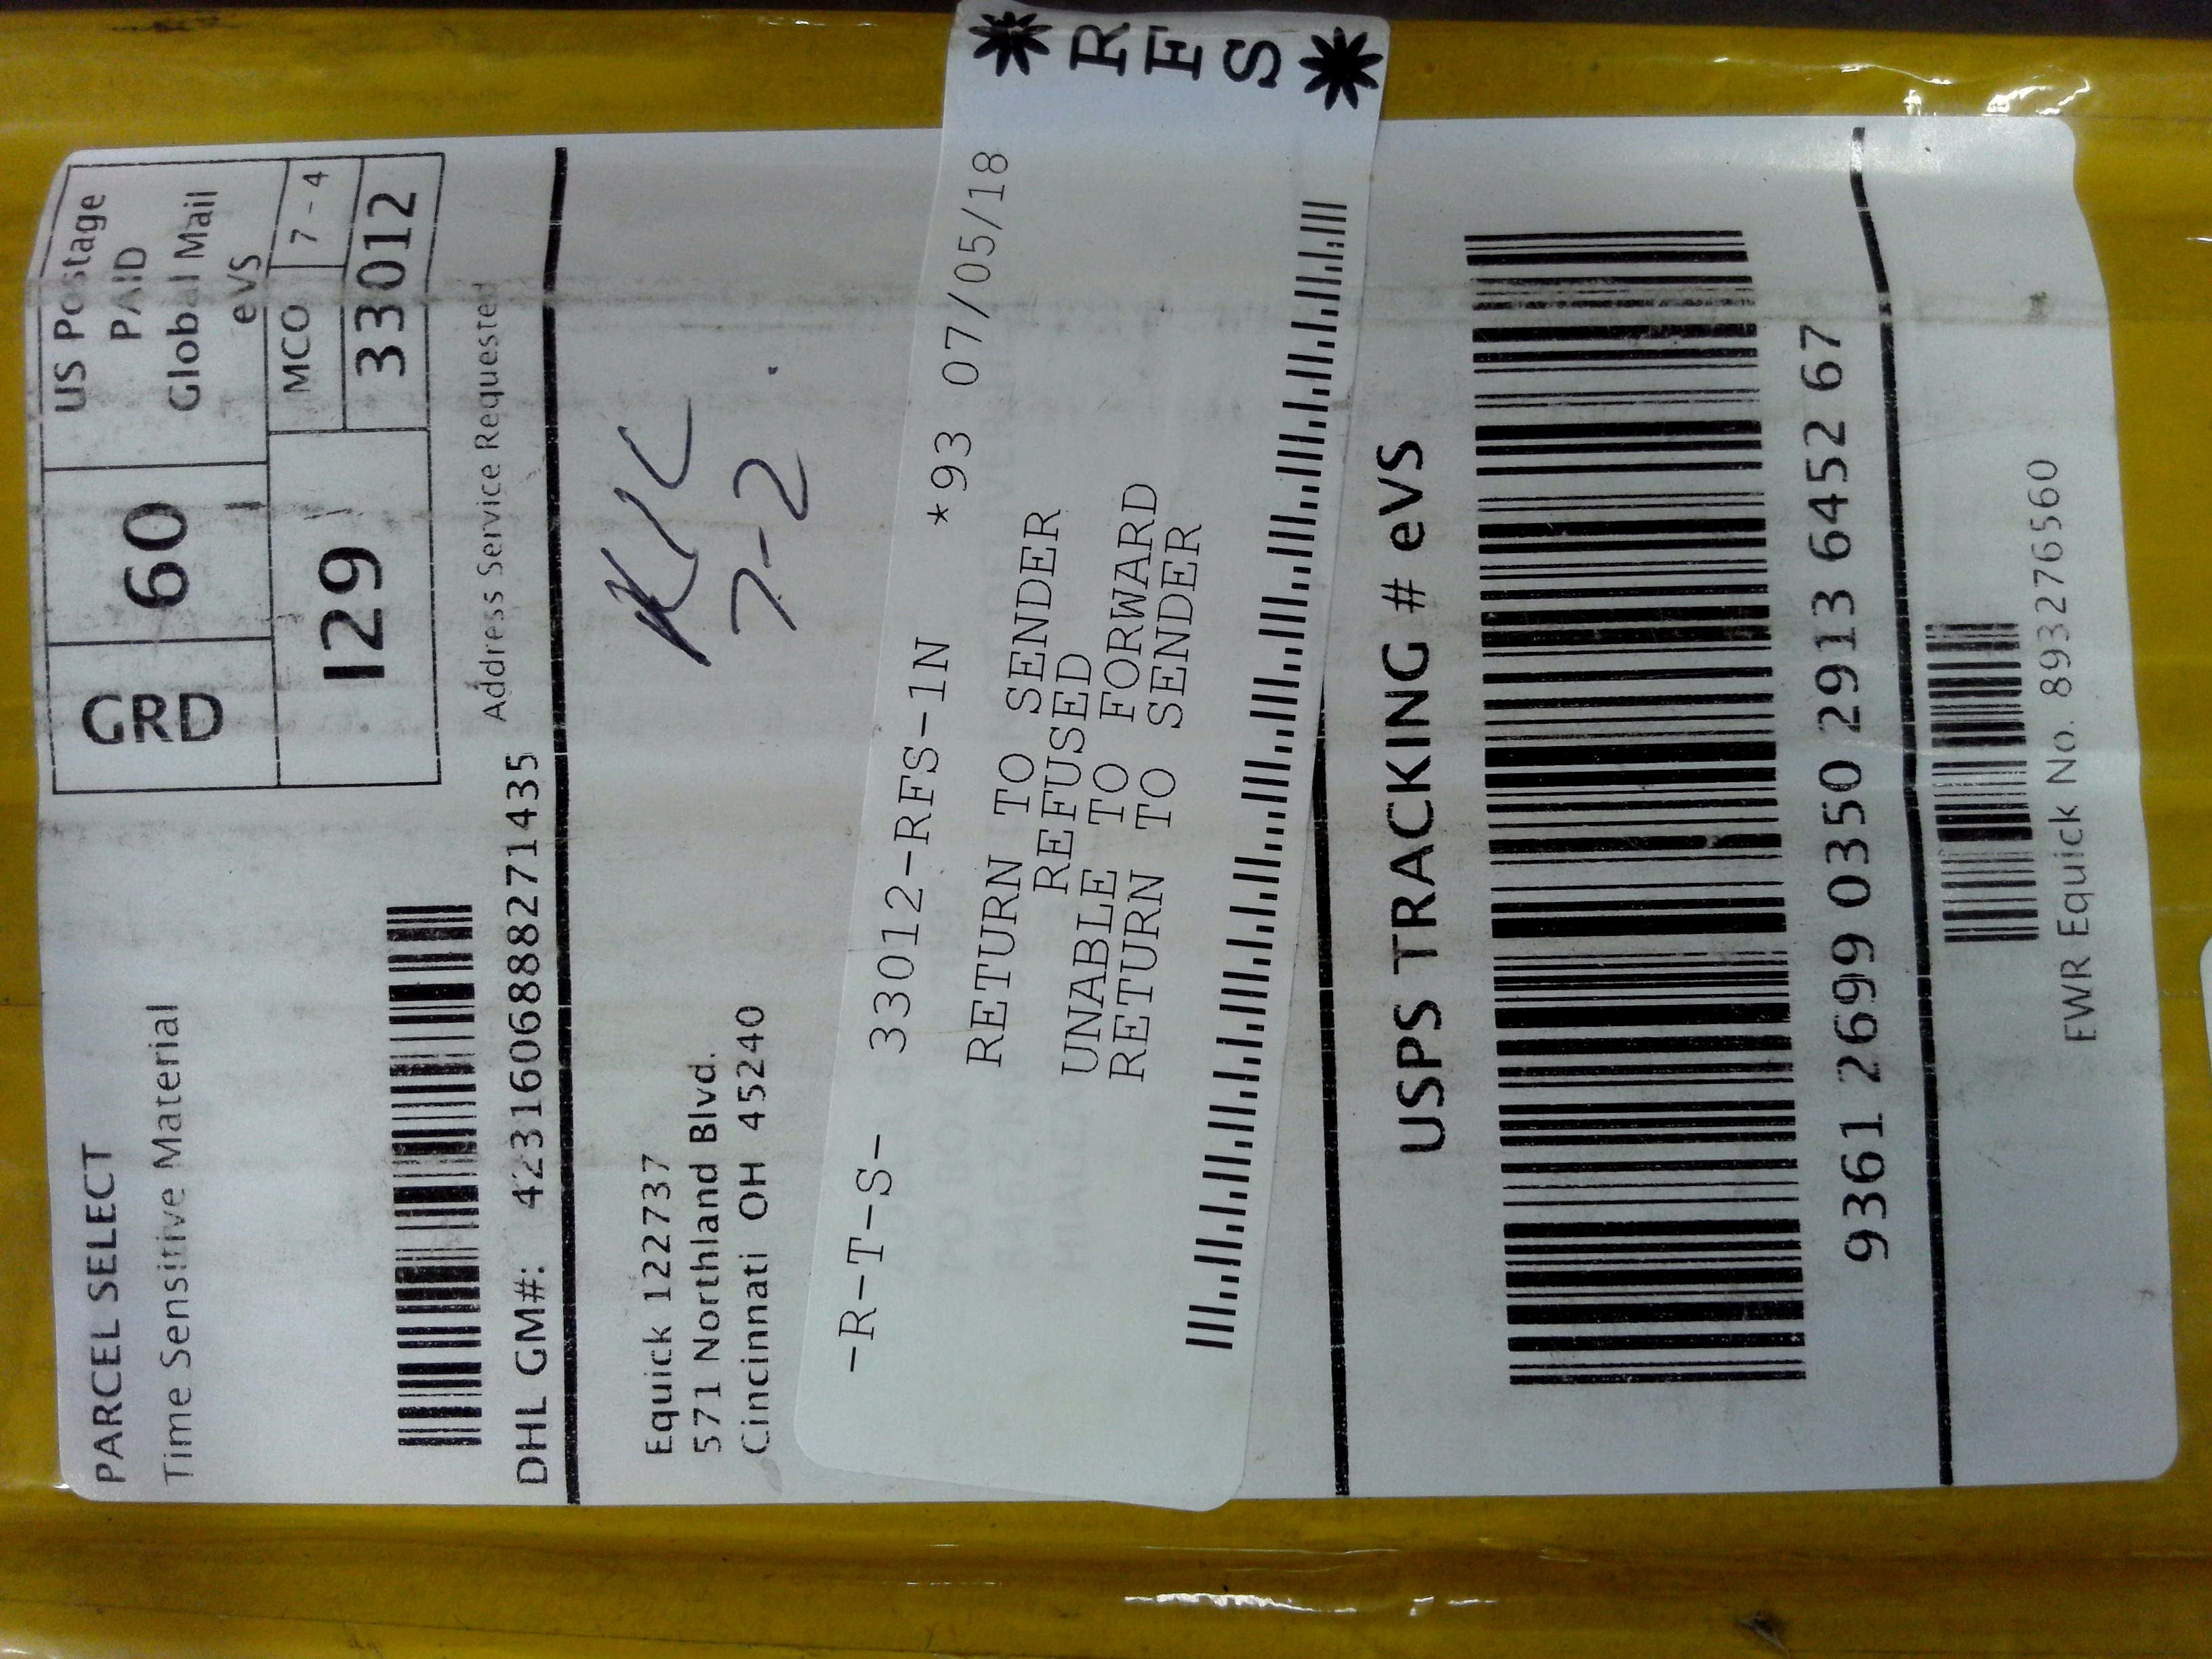 PARCEL SELECT
Time Sensitive Material
GRD
60
US Postage
PAID
Global Mail
eVS
129
MCO
7 - 4
33012
DHL GM#: 4231606888271435
Address Service Requested
Equick 122737
571 Northland Blvd.
Cincinnati OH 45240
7-2
-R-T-S- 33012-RFS-1N *93 07/05/18
RETURN TO SENDER
REFUSED
UNABLE TO FORWARD
RETURN TO SENDER
* R E S *
USPS TRACKING # eVS
9361 2699 0350 2913 6452 67
EWR Equick No. 893276560